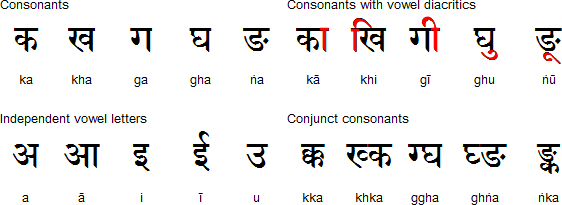 Consonants Consonants with vowel diacritics
क ख ग घ ङ का खि गी घु ङू
ka kha ga gha ṅa kā khi gī ghu ṅū
Independent vowel letters Conjunct consonants
अ आ इ ई उ क्क ख्क ग्घ घ्ङ ङ्क
a ā i ī u kka khka ggha ghṅa ṅka